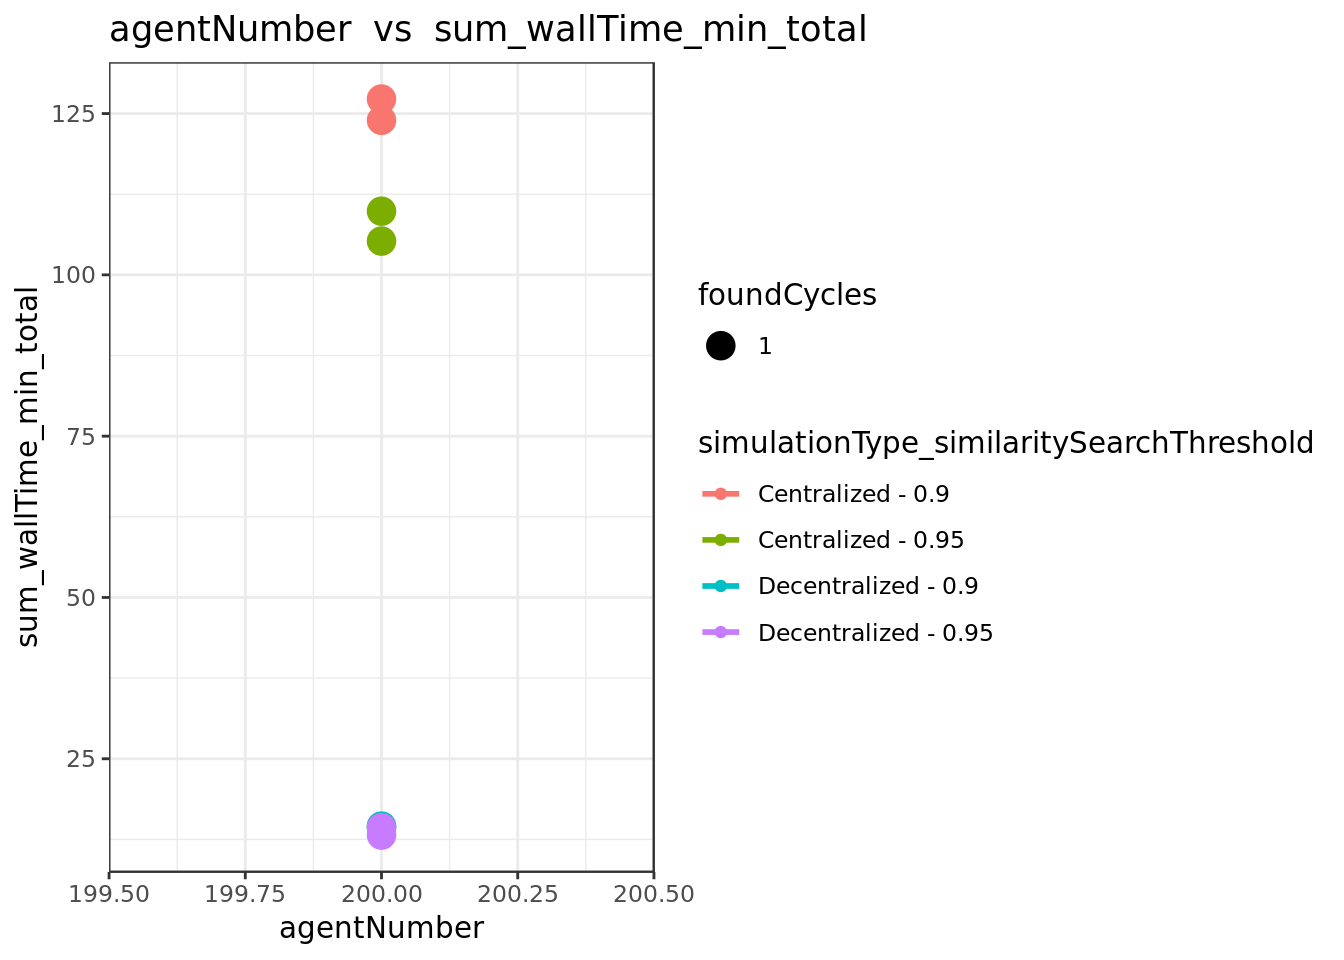 agentNumber vs sum_wallTime_min_total
125
100
75
50
25
sum_wallTime_min_total
199.50 199.75 200.00 200.25 200.50
agentNumber
foundCycles
1
simulationType_similaritySearchThreshold
Centralized - 0.9
Centralized - 0.95
Decentralized - 0.9
Decentralized - 0.95